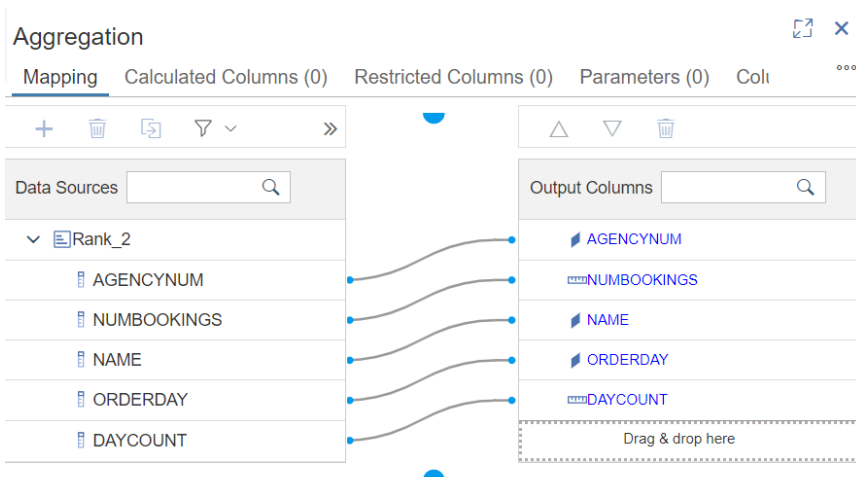 Aggregation
Mapping Calculated Columns (0) Restricted Columns (0) Parameters (0) Colu
Data Sources
Output Columns
Rank_2
AGENCYNUM
AGENCYNUM
NUMBOOKINGS
NUMBOOKINGS
NAME
NAME
ORDERDAY
ORDERDAY
DAYCOUNT
DAYCOUNT
Drag & drop here